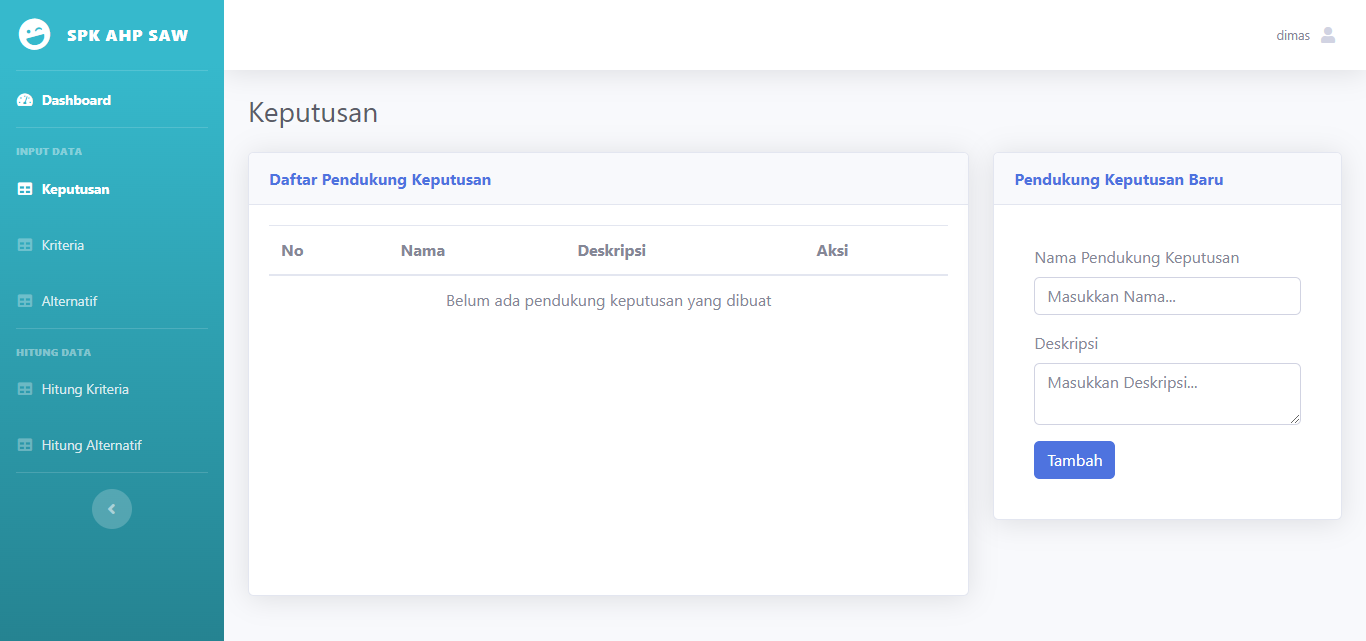 SPK AHP SAW
Dashboard
INPUT DATA
Keputusan
Kriteria
Alternatif
HITUNG DATA
Hitung Kriteria
Hitung Alternatif
dimas
Keputusan
Daftar Pendukung Keputusan
No Nama Deskripsi Aksi
Belum ada pendukung keputusan yang dibuat
Pendukung Keputusan Baru
Nama Pendukung Keputusan
Masukkan Nama...
Deskripsi
Masukkan Deskripsi...
Tambah